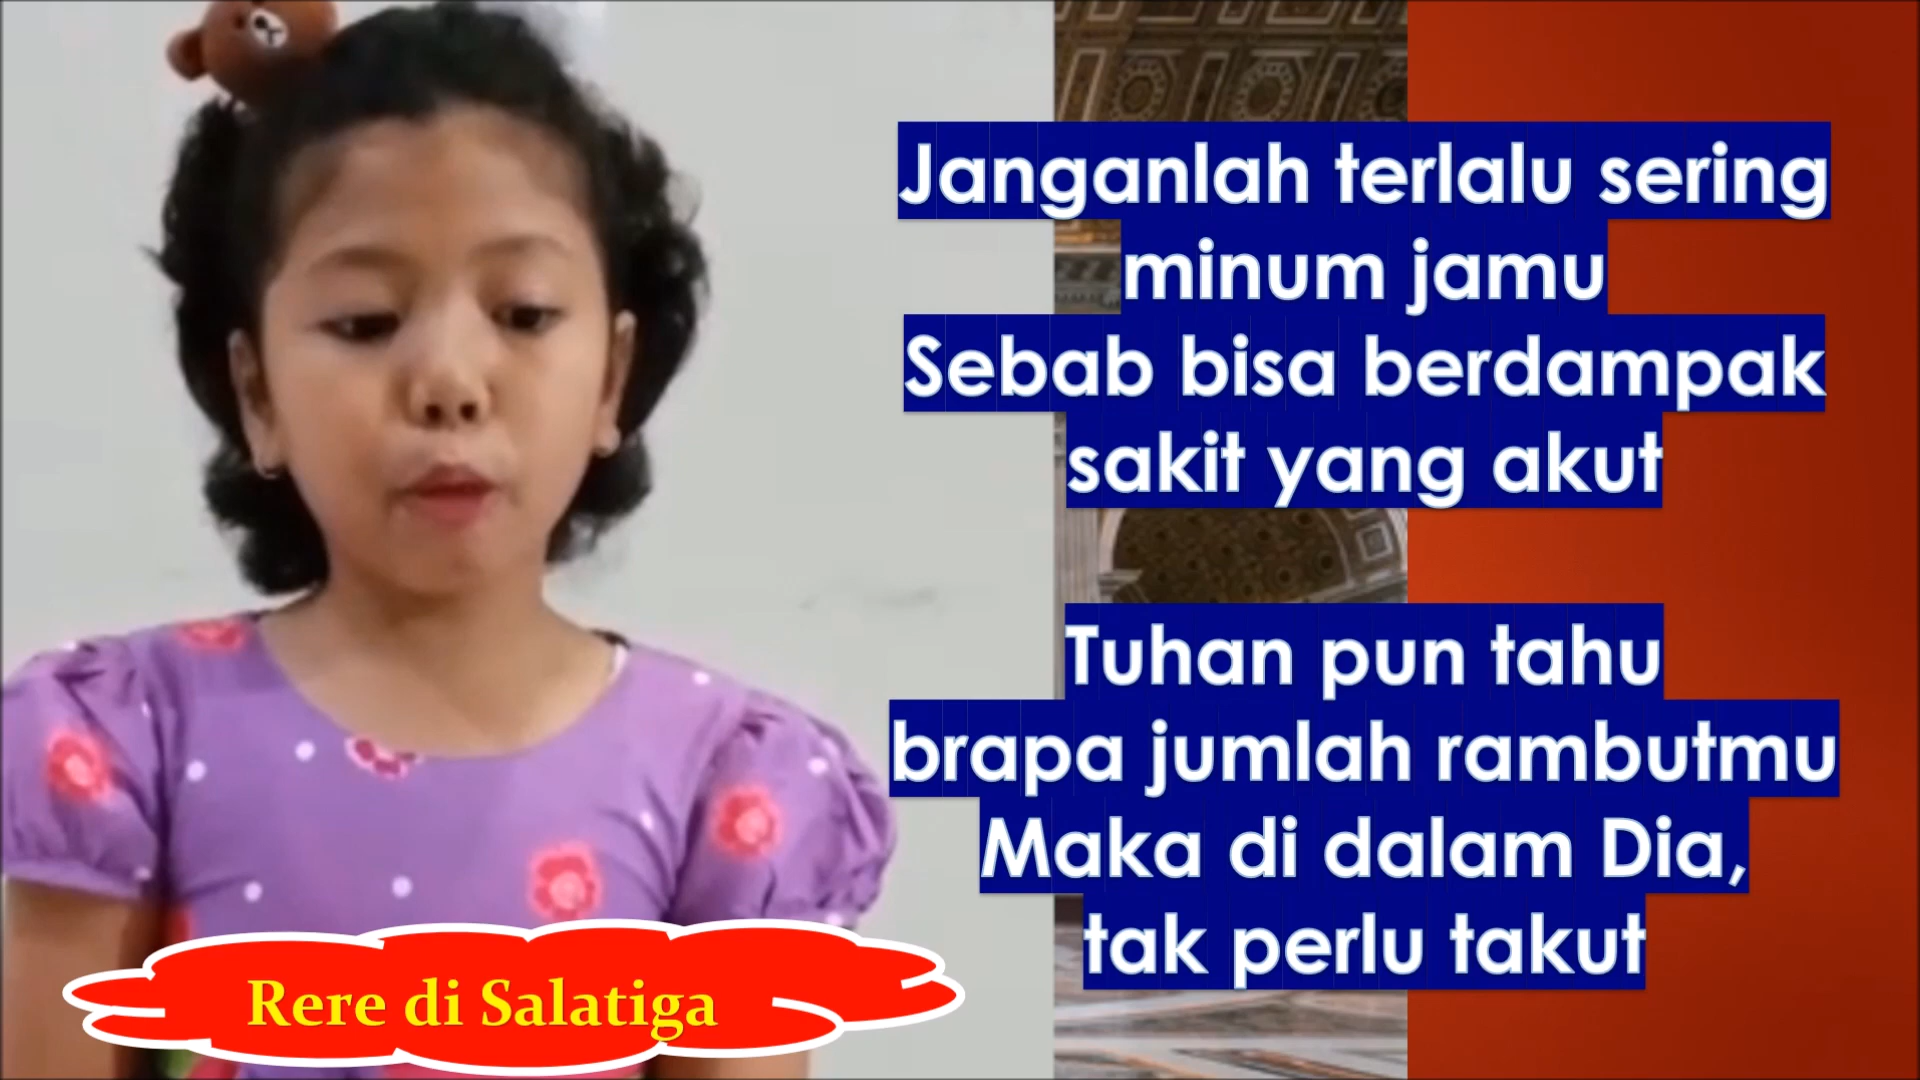 Janganlah terlalu sering
minum jamu
Sebab bisa berdampak
sakit yang akut
Tuhan pun tahu
brapa jumlah rambutmu
Maka di dalam Dia,
tak perlu takut
Rere di Salatiga